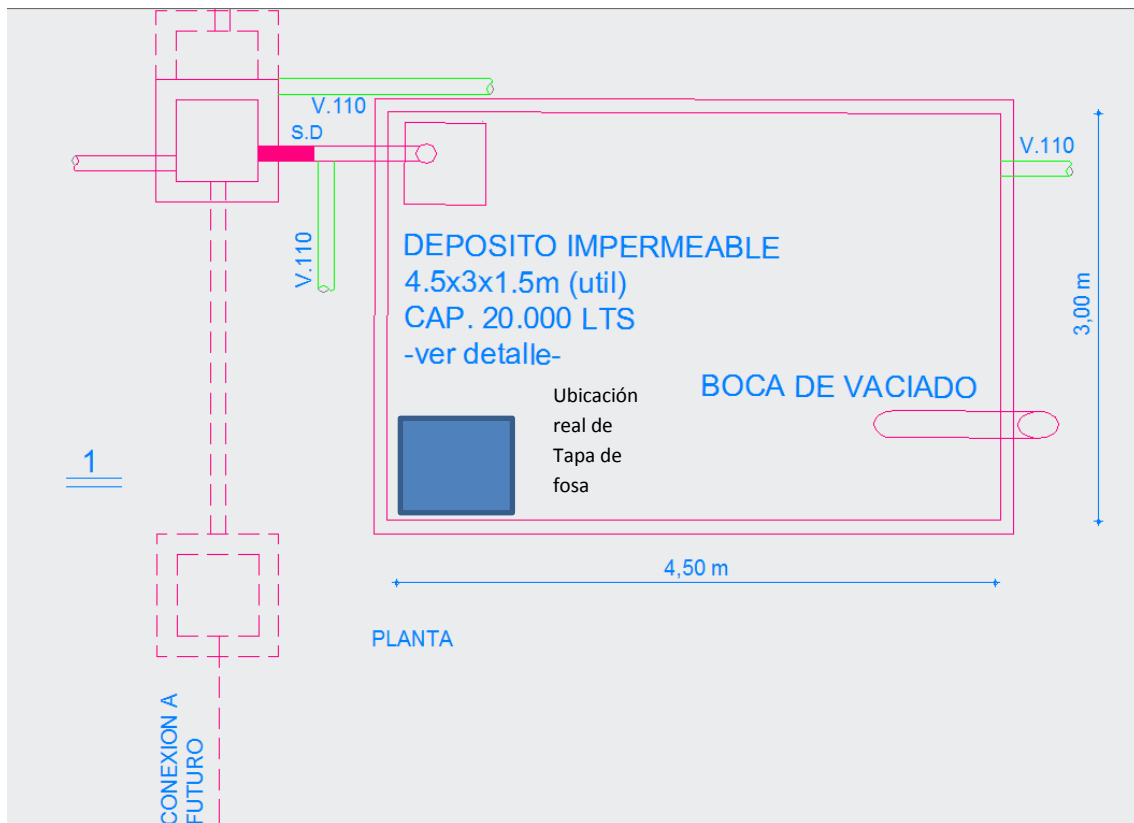 V.110
S.D
V.110
V.110
DEPOSITO IMPERMEABLE
4.5x3x1.5m (util)
CAP. 20.000 LTS
-ver detalle-
3,00 m
BOCA DE VACIADO
Ubicación
real de
Tapa de
fosa
1
4,50 m
PLANTA
CONEXION A
FUTURO